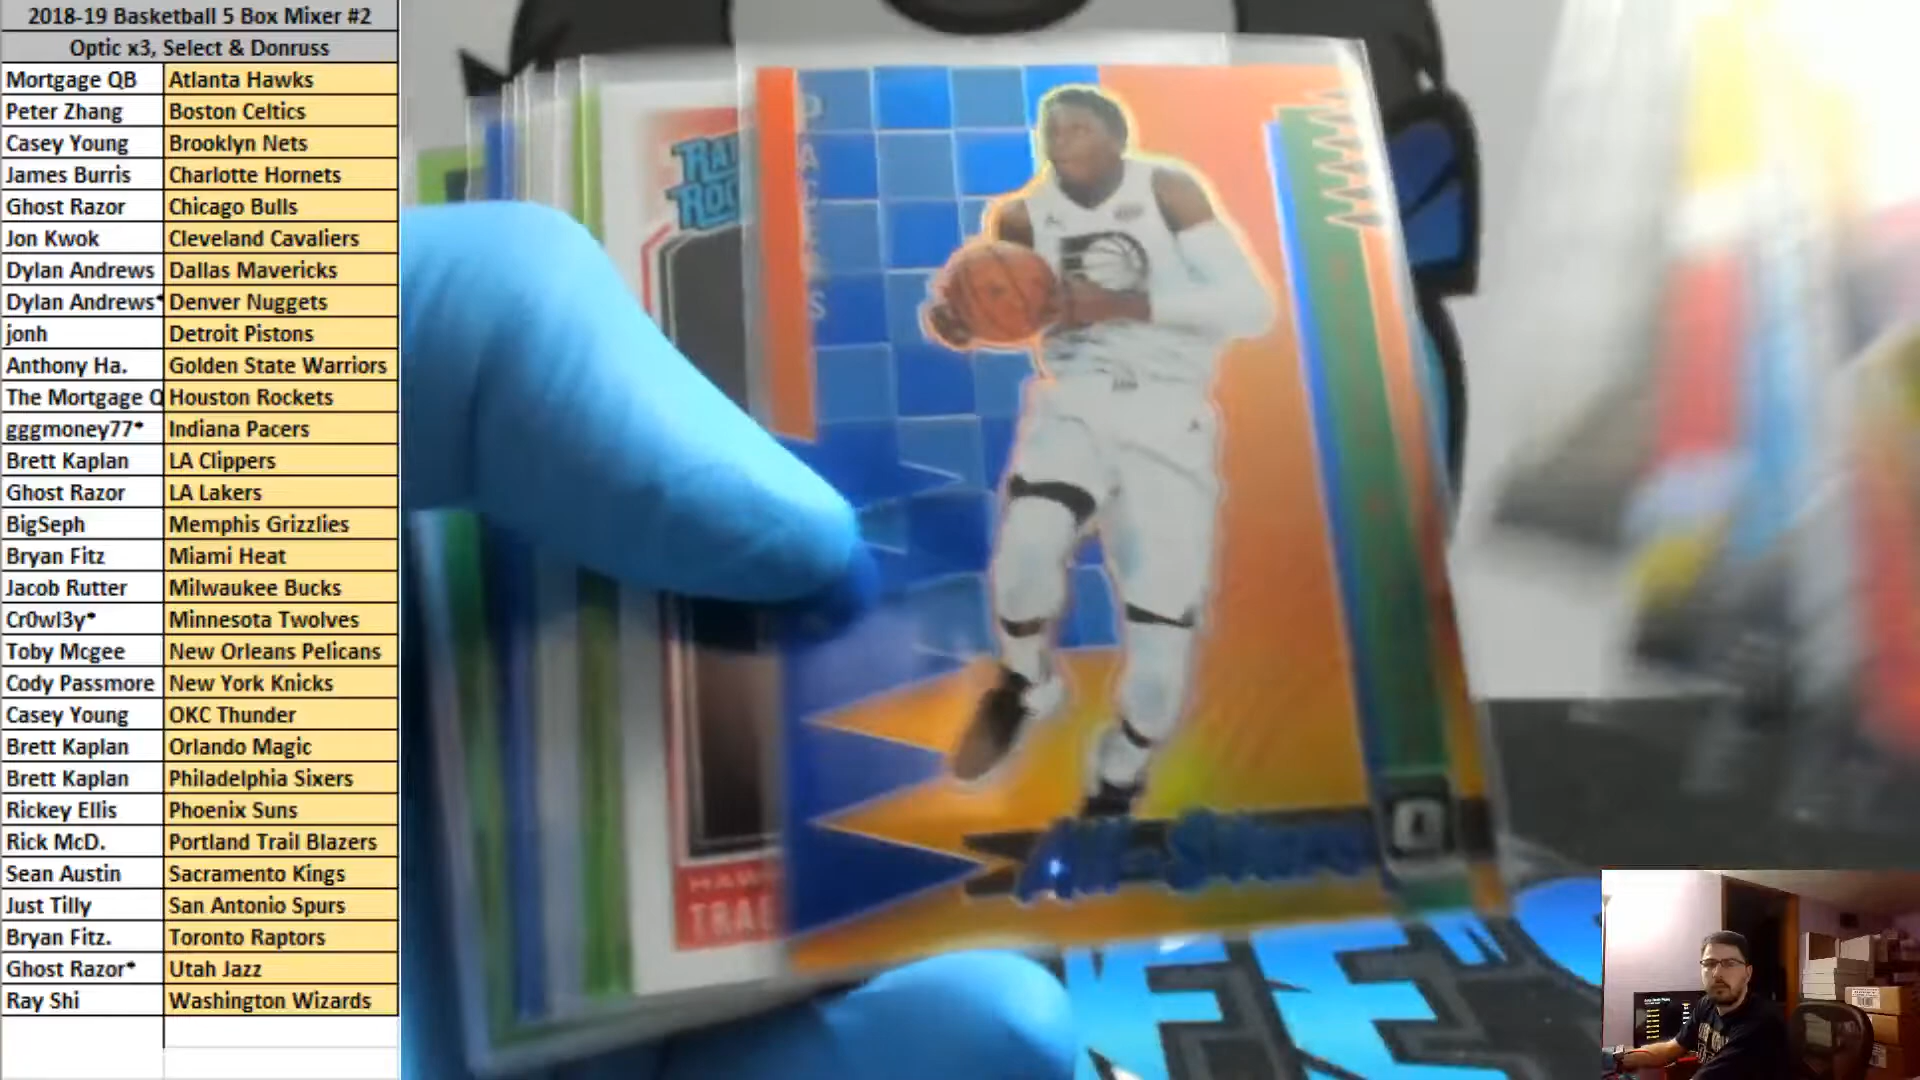 2018-19 Basketball 5 Box Mixer #2
Optic x3, Select & Donruss
Mortgage QB Atlanta Hawks
Peter Zhang Boston Celtics
Casey Young Brooklyn Nets
James Burris Charlotte Hornets
Ghost Razor Chicago Bulls
Jon Kwok Cleveland Cavaliers
Dylan Andrews Dallas Mavericks
Dylan Andrews* Denver Nuggets
jonh Detroit Pistons
Anthony Ha. Golden State Warriors
The Mortgage Q Houston Rockets
gggmoney77* Indiana Pacers
Brett Kaplan LA Clippers
Ghost Razor LA Lakers
BigSeph Memphis Grizzlies
Bryan Fitz Miami Heat
Jacob Rutter Milwaukee Bucks
Cr0wl3y* Minnesota Twolves
Toby Mcgee New Orleans Pelicans
Cody Passmore New York Knicks
Casey Young OKC Thunder
Brett Kaplan Orlando Magic
Brett Kaplan Philadelphia Sixers
Rickey Ellis Phoenix Suns
Rick McD. Portland Trail Blazers
Sean Austin Sacramento Kings
Just Tilly San Antonio Spurs
Bryan Fitz. Toronto Raptors
Ghost Razor* Utah Jazz
Ray Shi Washington Wizards
PACERS
All-Stars
HAW
TRAE